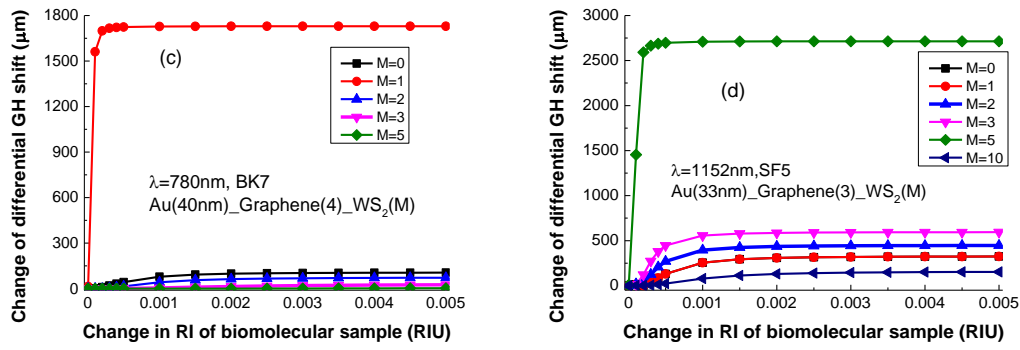 Change of differential GH shift (μm)
1800
1500
1200
900
600
300
0
(c)
M=0
M=1
M=2
M=3
M=5
λ=780nm, BK7
Au(40nm)_Graphene(4)_WS₂(M)
0 0.001 0.002 0.003 0.004 0.005
Change in RI of biomolecular sample (RIU)
Change of differential GH shift (μm)
3000
2500
2000
1500
1000
500
0
(d)
M=0
M=1
M=2
M=3
M=5
M=10
λ=1152nm,SF5
Au(33nm)_Graphene(3)_WS₂(M)
0 0.001 0.002 0.003 0.004 0.005
Change in RI of biomolecular sample (RIU)